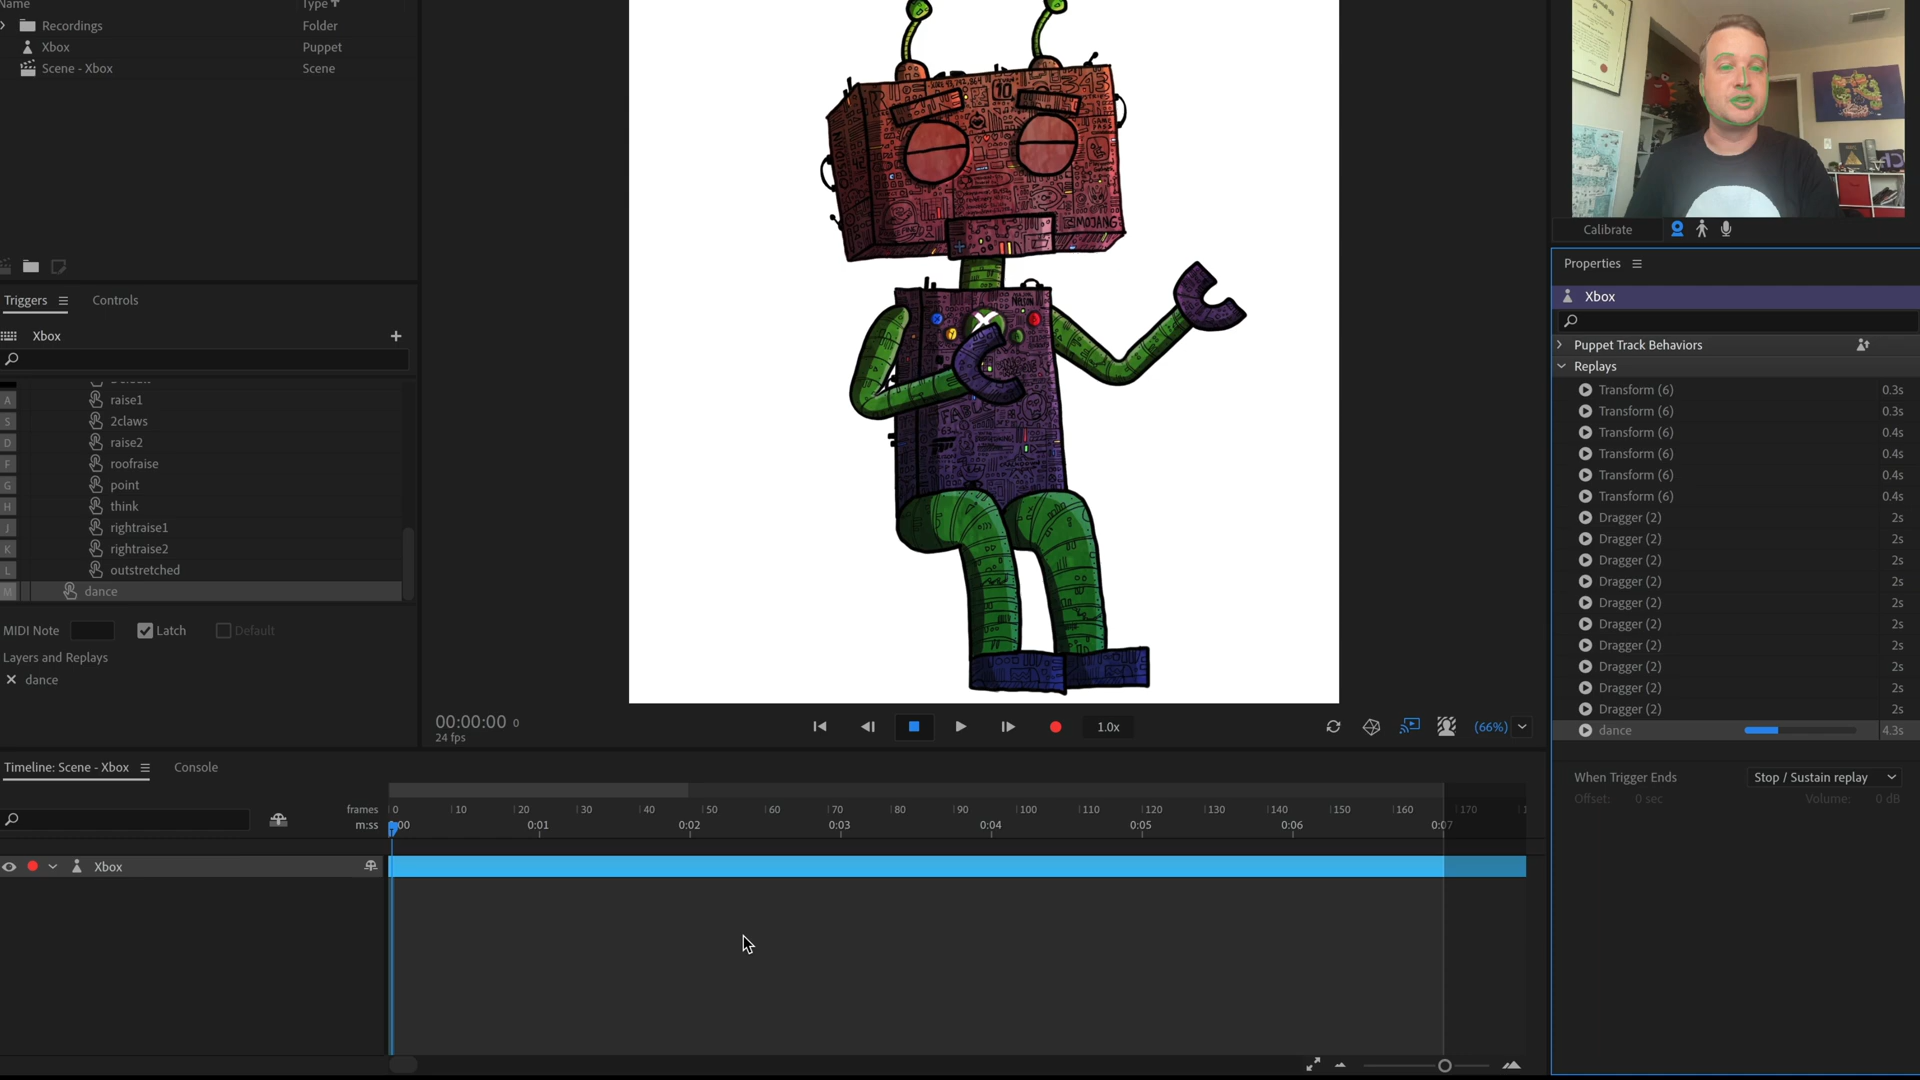 Name
Type
Recordings
Folder
Xbox
Puppet
Scene - Xbox
Scene
Triggers
Controls
Xbox
A
raise1
S
2claws
D
raise2
F
roofraise
G
point
H
think
J
rightraise1
K
rightraise2
L
outstretched
M
dance
MIDI Note
Latch
Default
Layers and Replays
dance
10
MOJANG
NELSON
00:00:00 0
24 fps
1.0x
(66%)
Calibrate
Properties
Xbox
Puppet Track Behaviors
Replays
Transform (6) 0.3s
Transform (6) 0.3s
Transform (6) 0.4s
Transform (6) 0.4s
Transform (6) 0.4s
Transform (6) 0.4s
Dragger (2) 2s
Dragger (2) 2s
Dragger (2) 2s
Dragger (2) 2s
Dragger (2) 2s
Dragger (2) 2s
Dragger (2) 2s
Dragger (2) 2s
Dragger (2) 2s
Dragger (2) 2s
dance 4.3s
When Trigger Ends Stop / Sustain replay
Offset: 0 sec Volume: 0 dB
Timeline: Scene - Xbox
Console
frames 0 10 20 30 40 50 60 70 80 90 100 110 120 130 140 150 160 170
m:ss 0:00 0:01 0:02 0:03 0:04 0:05 0:06 0:07
Xbox